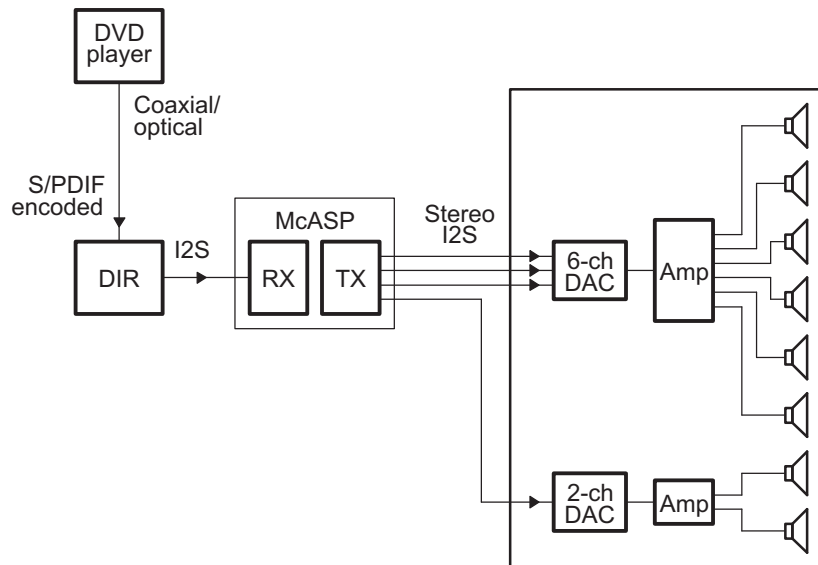 DVD
player
Coaxial/
optical
S/PDIF
encoded
DIR
I2S
McASP
RX
TX
Stereo
I2S
6-ch
DAC
Amp
2-ch
DAC
Amp